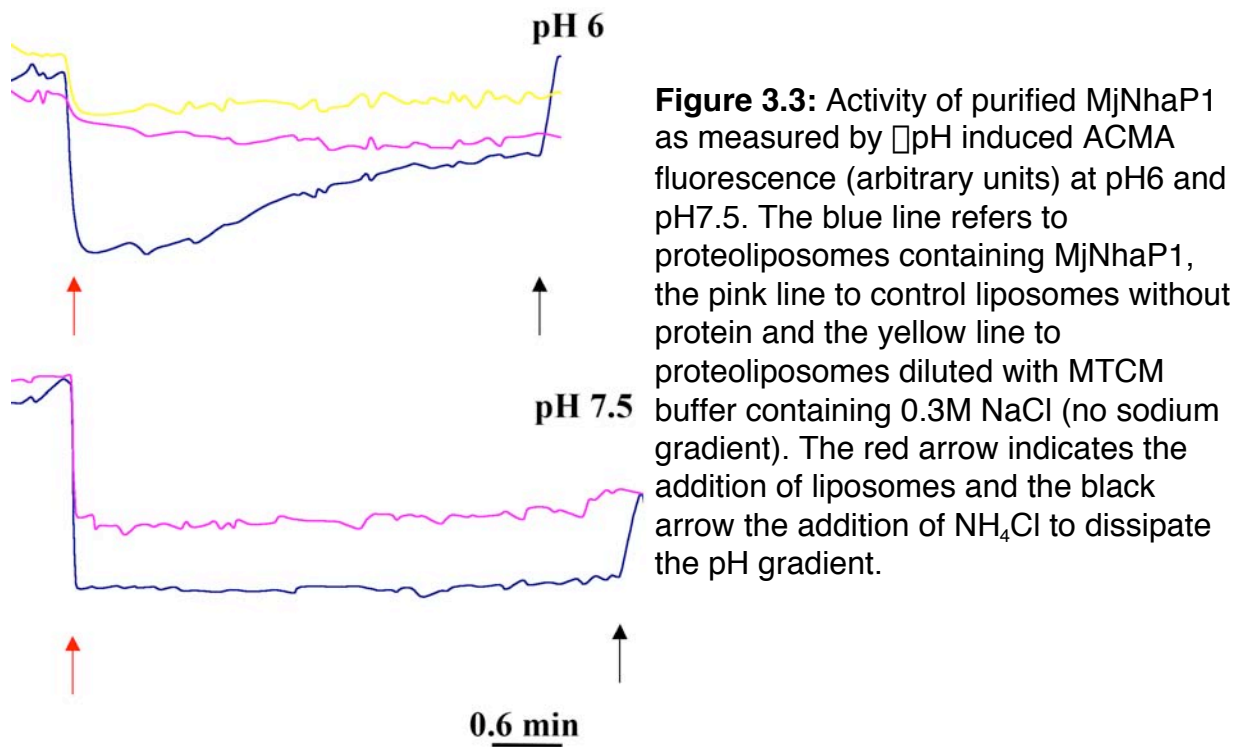 pH 6
Figure 3.3: Activity of purified MjNhaP1
as measured by □pH induced ACMA
fluorescence (arbitrary units) at pH6 and
pH7.5. The blue line refers to
proteoliposomes containing MjNhaP1,
the pink line to control liposomes without
protein and the yellow line to
proteoliposomes diluted with MTCM
buffer containing 0.3M NaCl (no sodium
gradient). The red arrow indicates the
addition of liposomes and the black
arrow the addition of NH₄Cl to dissipate
the pH gradient.
pH 7.5
0.6 min